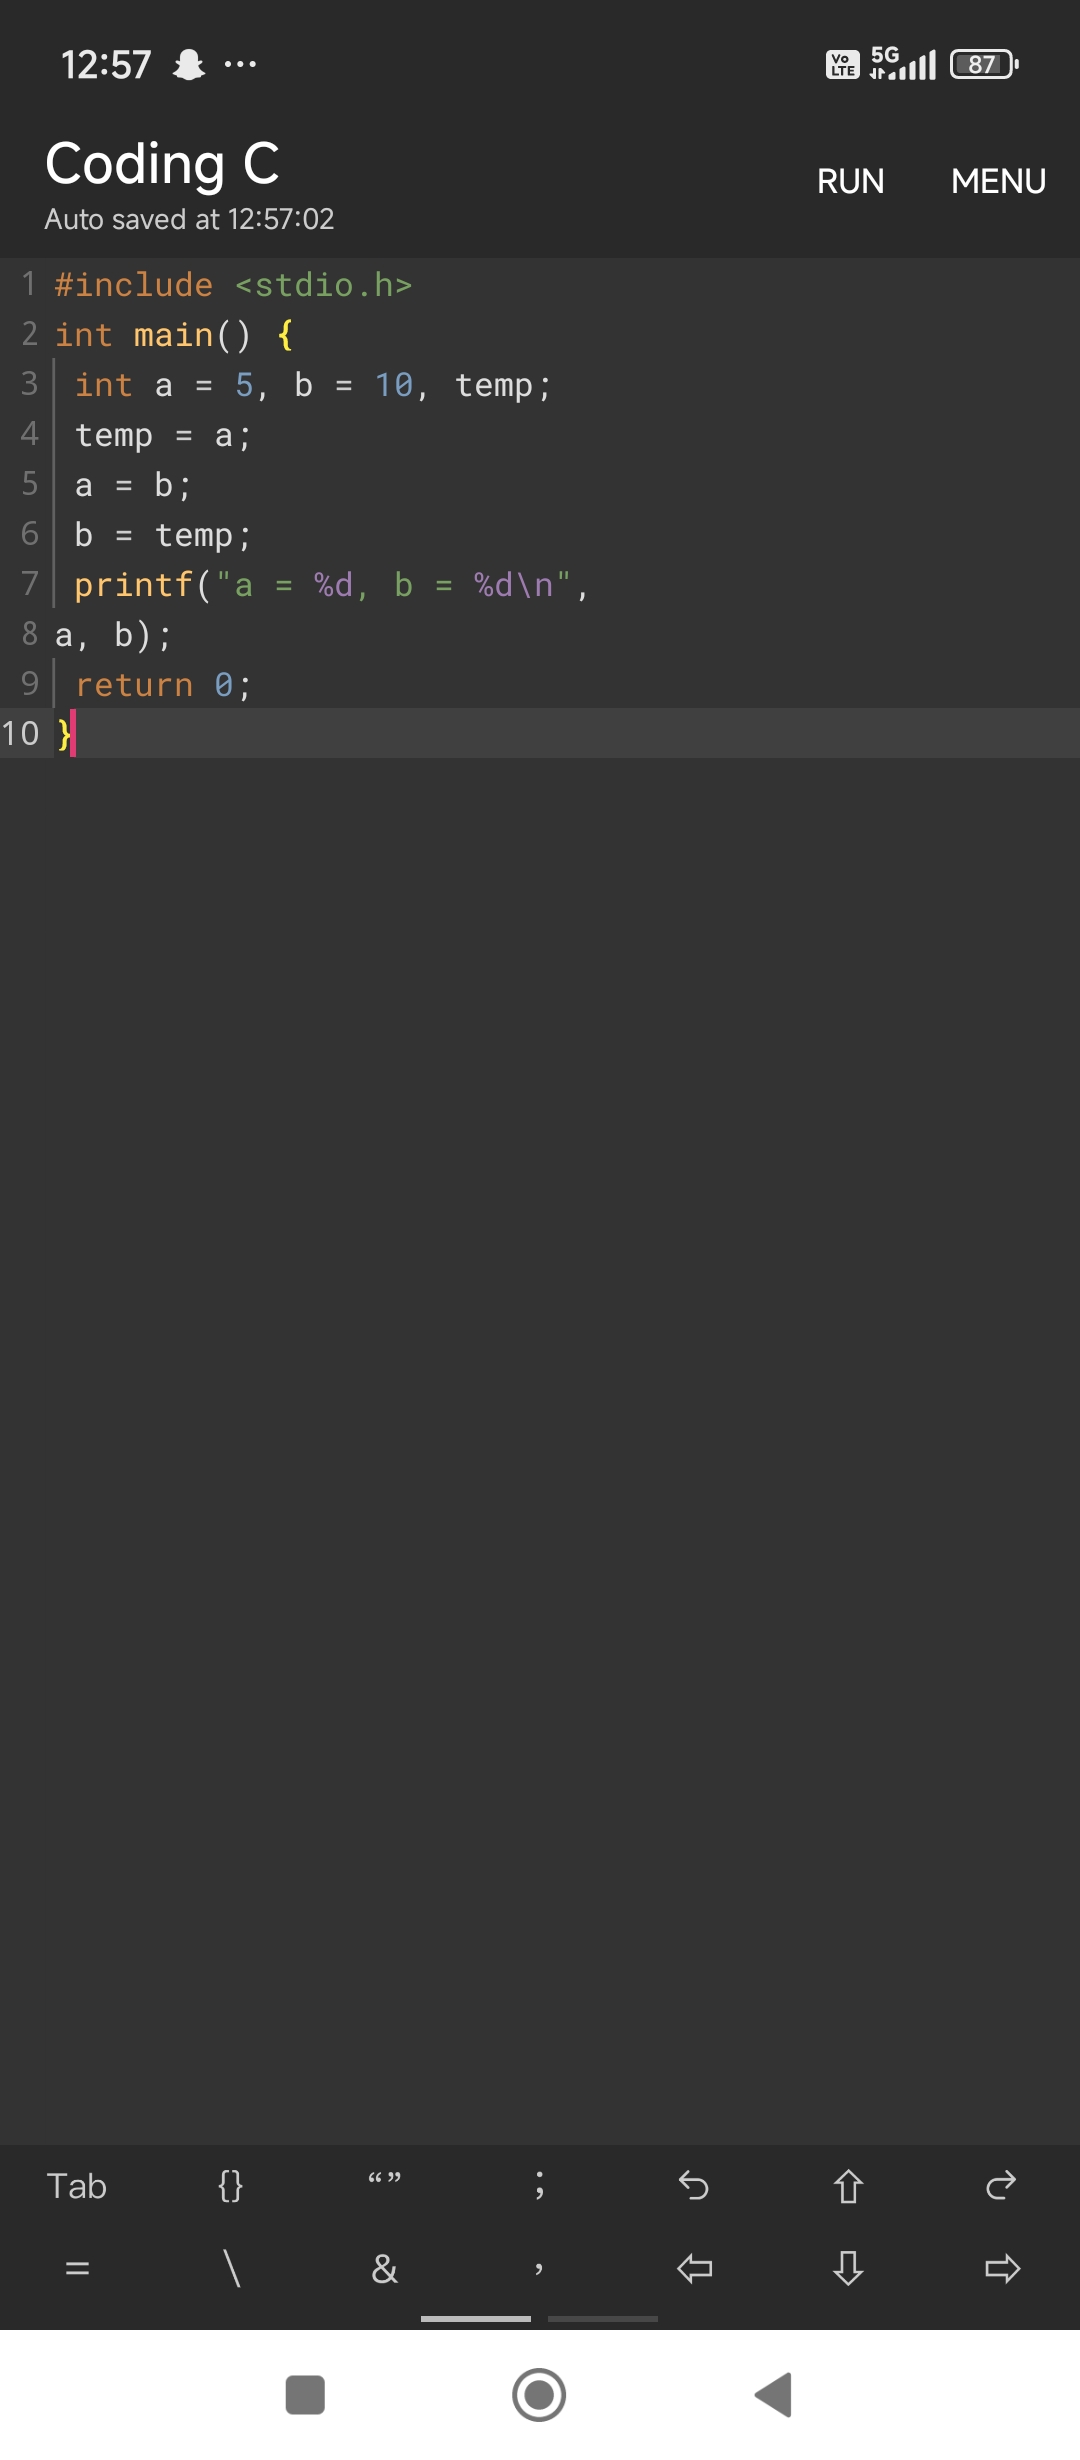 12:57 ... Vo LTE 5G 87
Coding C
Auto saved at 12:57:02
RUN MENU
1 #include <stdio.h>
2 int main() {
3 int a = 5, b = 10, temp;
4 temp = a;
5 a = b;
6 b = temp;
7 printf("a = %d, b = %d\n",
8 a, b);
9 return 0;
10 }
Tab {} “” ;
= \ & ,